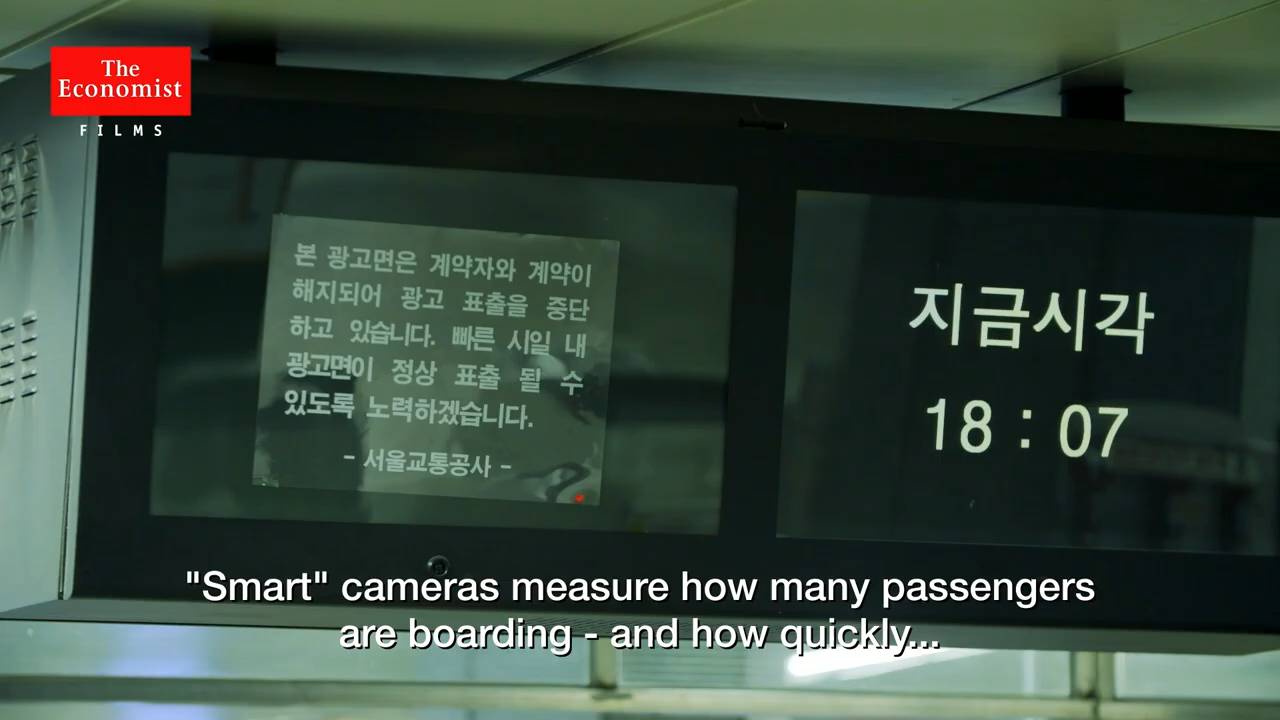 The
Economist
FILMS
본 광고면은 계약자와 계약이
해지되어 광고 표출을 중단
하고 있습니다. 빠른 시일 내
광고면이 정상 표출 될 수
있도록 노력하겠습니다.
- 서울교통공사 -
지금시각
18 : 07
"Smart" cameras measure how many passengers
are boarding - and how quickly...